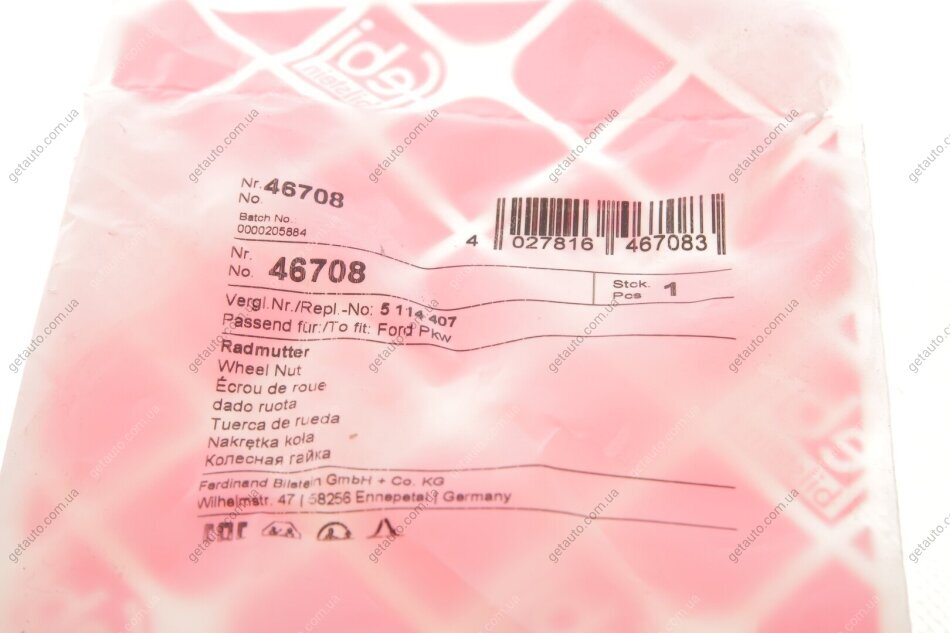 febi
bilstein
Nr.
No. 46708
Batch No.:
0000205884
4 027816 467083
Nr.
No. 46708
Stck.
Pcs 1
Vergl.Nr./Repl.-No: 5 114 407
Passend für:/To fit: Ford Pkw
Radmutter
Wheel Nut
Écrou de roue
dado ruota
Tuerca de rueda
Nakrętka koła
Колесная гайка
Ferdinand Bilstein GmbH + Co. KG
Wilhelmstr. 47 | 58256 Ennepetal | Germany
getauto.com.ua